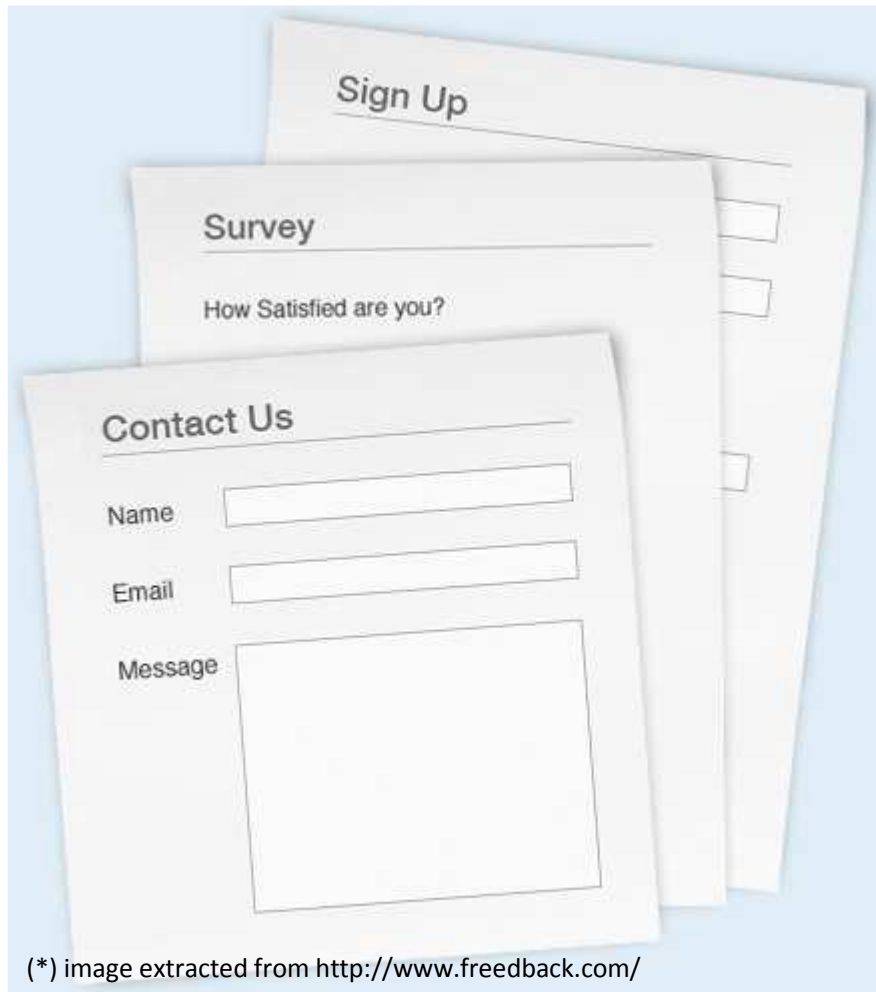 Sign Up
Survey
How Satisfied are you?
Contact Us
Name
Email
Message
(*) image extracted from http://www.freedback.com/